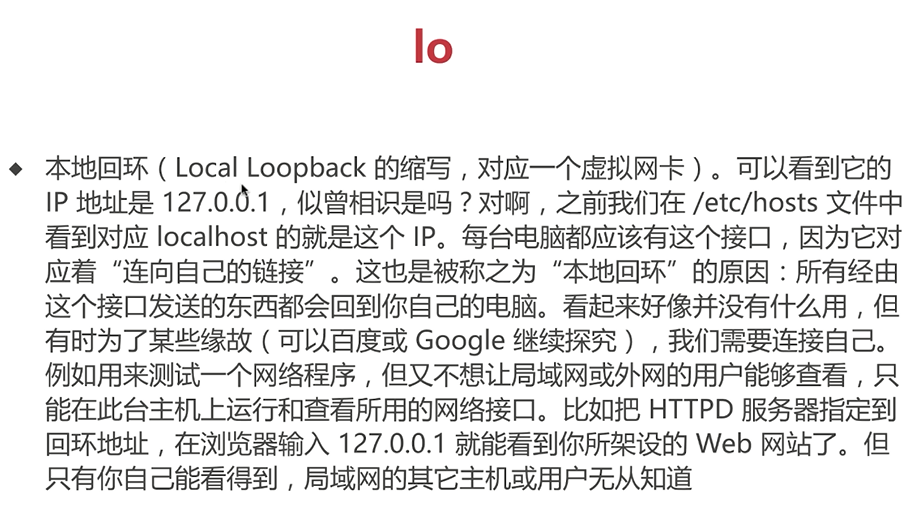 lo
本地回环（Local Loopback 的缩写，对应一个虚拟网卡）。可以看到它的
IP 地址是 127.0.0.1，似曾相识是吗？对啊，之前我们在 /etc/hosts 文件中
看到对应 localhost 的就是这个 IP。每台电脑都应该有这个接口，因为它对
应着“连向自己的链接”。这也是被称之为“本地回环”的原因：所有经由
这个接口发送的东西都会回到你自己的电脑。看起来好像并没有什么用，但
有时为了某些缘故（可以百度或 Google 继续探究），我们需要连接自己。
例如用来测试一个网络程序，但又不想让局域网或外网的用户能够查看，只
能在此台主机上运行和查看所用的网络接口。比如把 HTTPD 服务器指定到
回环地址，在浏览器输入 127.0.0.1 就能看到你所架设的 Web 网站了。但
只有你自己能看得到，局域网的其它主机或用户无从知道